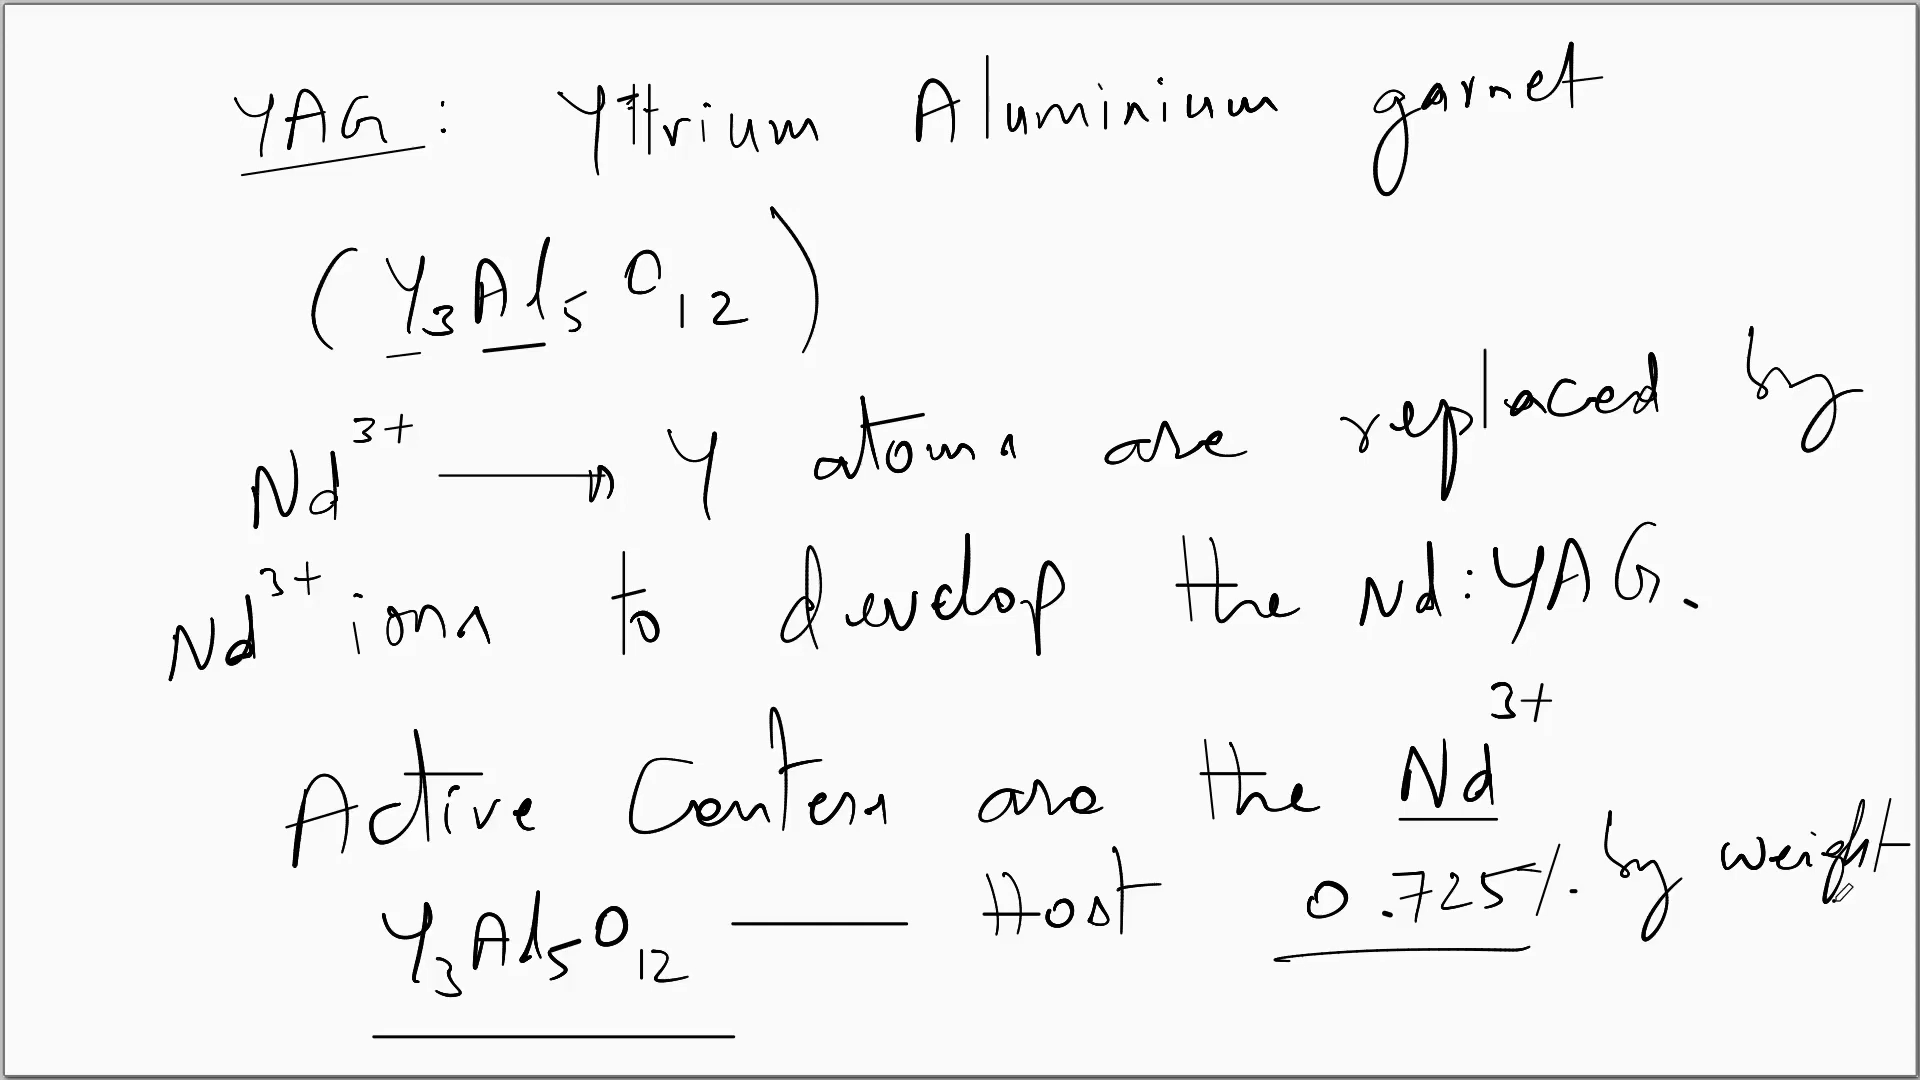 YAG: Yttrium Aluminium garnet
(Y₃Al₅O₁₂)
Nd³⁺ → Y atoms are replaced by
Nd³⁺ ions to develop the Nd:YAG.
Active Centers are the Nd³⁺
Y₃Al₅O₁₂ — Host 0.725% by weight